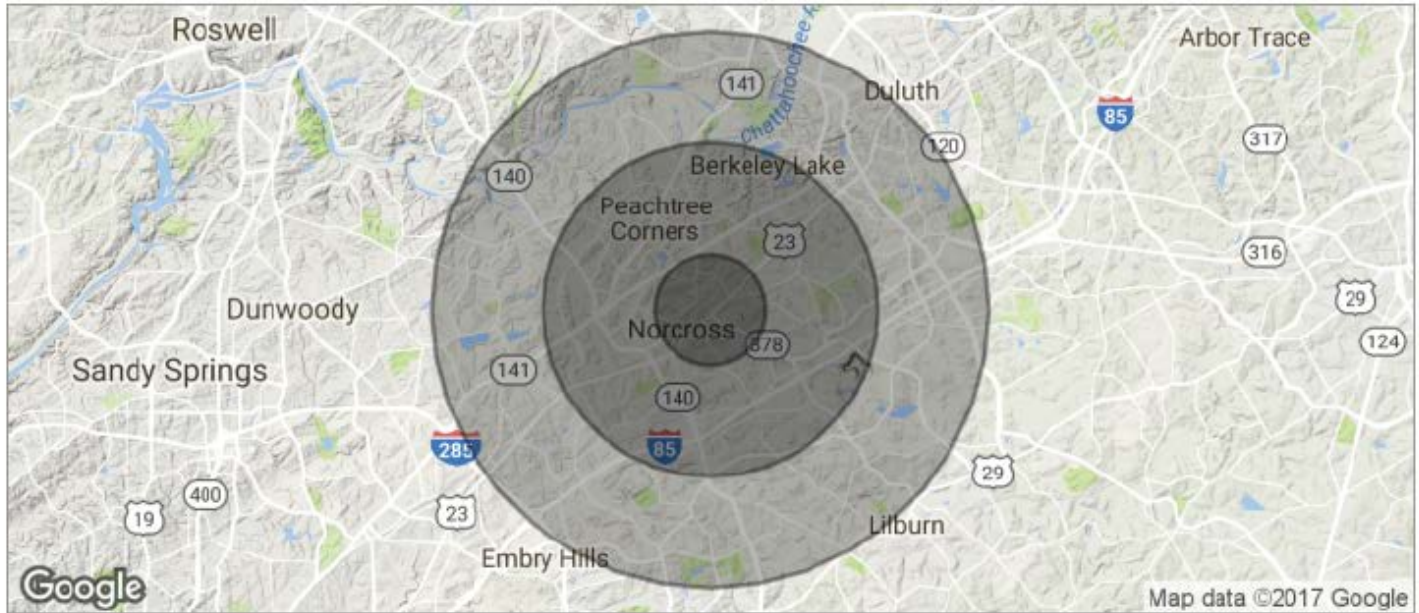 Roswell
Arbor Trace
141
Duluth
85
Chattahoochee
317
120
140
Berkeley Lake
Peachtree
Corners
23
316
29
Dunwoody
Norcross
378
124
Sandy Springs
141
140
285
85
29
400
19
23
Lilburn
Embry Hills
Google
Map data ©2017 Google